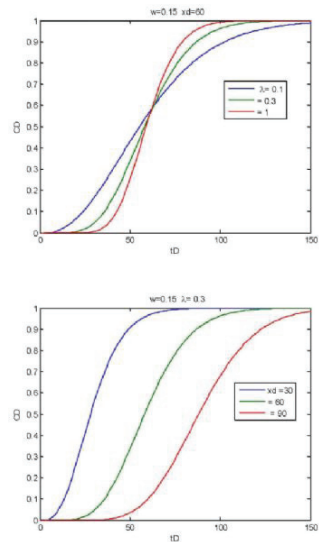 w=0.15 xd=60
1
0.9
0.8
0.7
0.6
0.5
0.4
0.3
0.2
0.1
0
CD
λ= 0.1
= 0.3
= 1
0 50 100 150
tD
w=0.15 λ= 0.3
1
0.9
0.8
0.7
0.6
0.5
0.4
0.3
0.2
0.1
0
CD
xd =30
= 60
= 90
0 50 100 150
tD